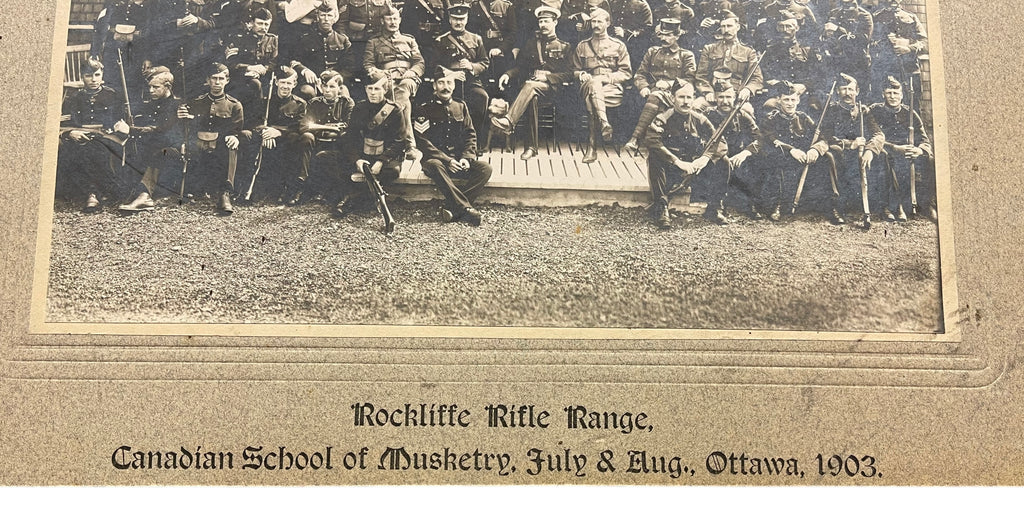 Rockliffe Rifle Range,
Canadian School of Musketry, July & Aug., Ottawa, 1903.